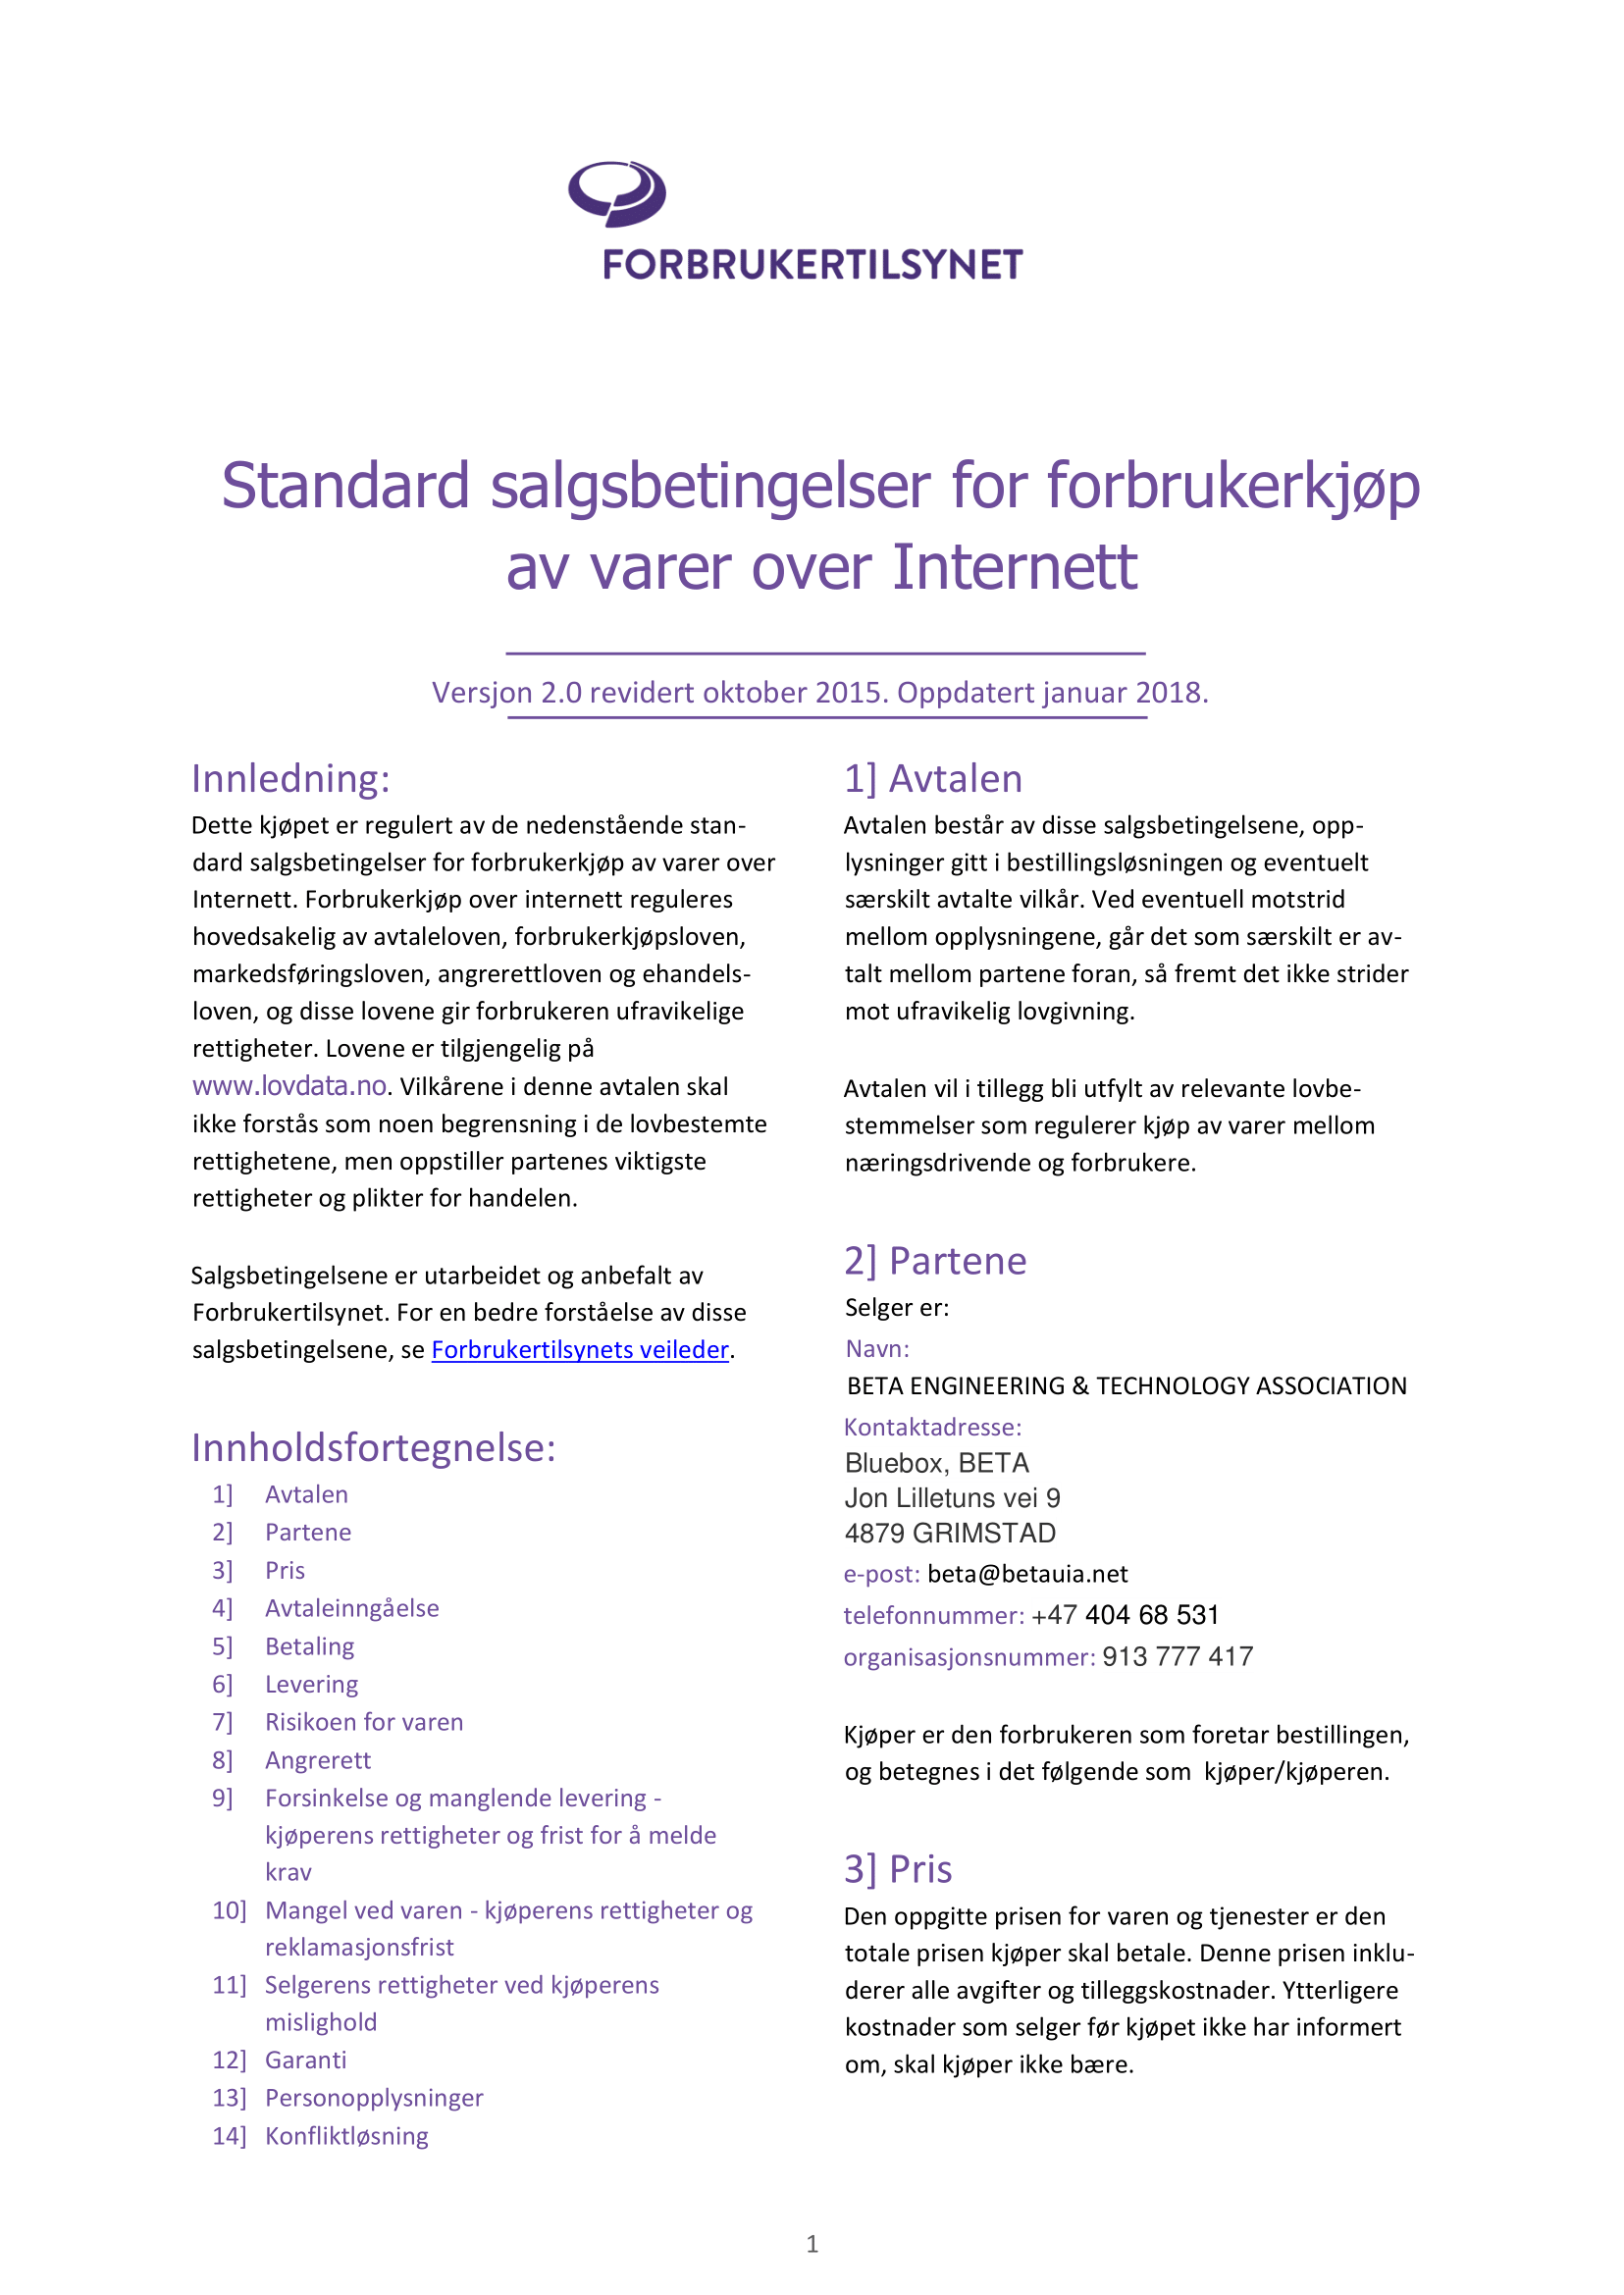 FORBRUKERTILSYNET
Standard salgsbetingelser for forbrukerkjøp
av varer over Internett
Versjon 2.0 revidert oktober 2015. Oppdatert januar 2018.
Innledning:
Dette kjøpet er regulert av de nedenstående stan-
dard salgsbetingelser for forbrukerkjøp av varer over
Internett. Forbrukerkjøp over internett reguleres
hovedsakelig av avtaleloven, forbrukerkjøpsloven,
markedsføringsloven, angrerettloven og ehandels-
loven, og disse lovene gir forbrukeren ufravikelige
rettigheter. Lovene er tilgjengelig på
www.lovdata.no. Vilkårene i denne avtalen skal
ikke forstås som noen begrensning i de lovbestemte
rettighetene, men oppstiller partenes viktigste
rettigheter og plikter for handelen.
Salgsbetingelsene er utarbeidet og anbefalt av
Forbrukertilsynet. For en bedre forståelse av disse
salgsbetingelsene, se Forbrukertilsynets veileder.
Innholdsfortegnelse:
1] Avtalen
2] Partene
3] Pris
4] Avtaleinngåelse
5] Betaling
6] Levering
7] Risikoen for varen
8] Angrerett
9] Forsinkelse og manglende levering -
kjøperens rettigheter og frist for å melde
krav
10] Mangel ved varen - kjøperens rettigheter og
reklamasjonsfrist
11] Selgerens rettigheter ved kjøperens
mislighold
12] Garanti
13] Personopplysninger
14] Konfliktløsning
1] Avtalen
Avtalen består av disse salgsbetingelsene, opp-
lysninger gitt i bestillingsløsningen og eventuelt
særskilt avtalte vilkår. Ved eventuell motstrid
mellom opplysningene, går det som særskilt er av-
talt mellom partene foran, så fremt det ikke strider
mot ufravikelig lovgivning.
Avtalen vil i tillegg bli utfylt av relevante lovbe-
stemmelser som regulerer kjøp av varer mellom
næringsdrivende og forbrukere.
2] Partene
Selger er:
Navn:
BETA ENGINEERING & TECHNOLOGY ASSOCIATION
Kontaktadresse:
Bluebox, BETA
Jon Lilletuns vei 9
4879 GRIMSTAD
e-post: beta@betauia.net
telefonnummer: +47 404 68 531
organisasjonsnummer: 913 777 417
Kjøper er den forbrukeren som foretar bestillingen,
og betegnes i det følgende som  kjøper/kjøperen.
3] Pris
Den oppgitte prisen for varen og tjenester er den
totale prisen kjøper skal betale. Denne prisen inklu-
derer alle avgifter og tilleggskostnader. Ytterligere
kostnader som selger før kjøpet ikke har informert
om, skal kjøper ikke bære.
1